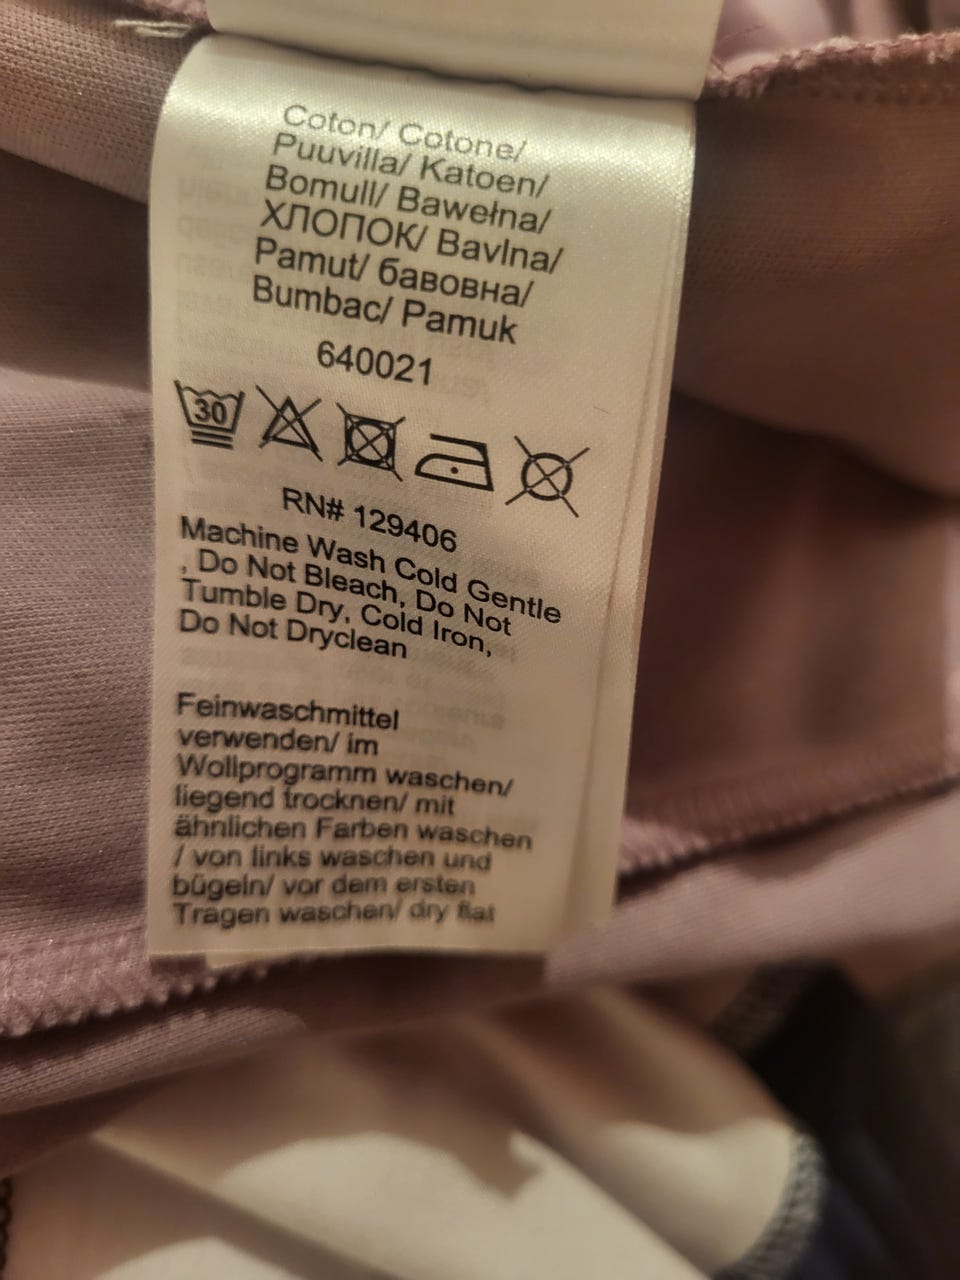 Coton/ Cotone/
Puuvilla/ Katoen/
Bomull/ Bawełna/
ХЛОПОК/ Bavlna/
Pamut/ бавовна/
Bumbac/ Pamuk
640021
30
RN# 129406
Machine Wash Cold Gentle
, Do Not Bleach, Do Not
Tumble Dry, Cold Iron,
Do Not Dryclean
Feinwaschmittel
verwenden/ im
Wollprogramm waschen/
liegend trocknen/ mit
ähnlichen Farben waschen
/ von links waschen und
bügeln/ vor dem ersten
Tragen waschen/ dry flat